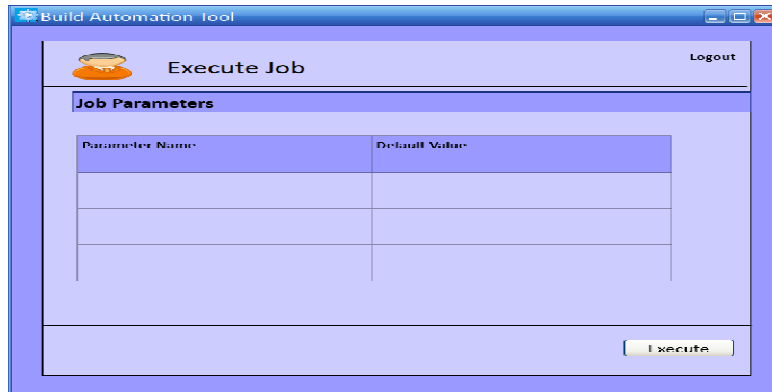 Build Automation Tool
Logout
Execute Job
Job Parameters
Parameter Name Default Value
Execute